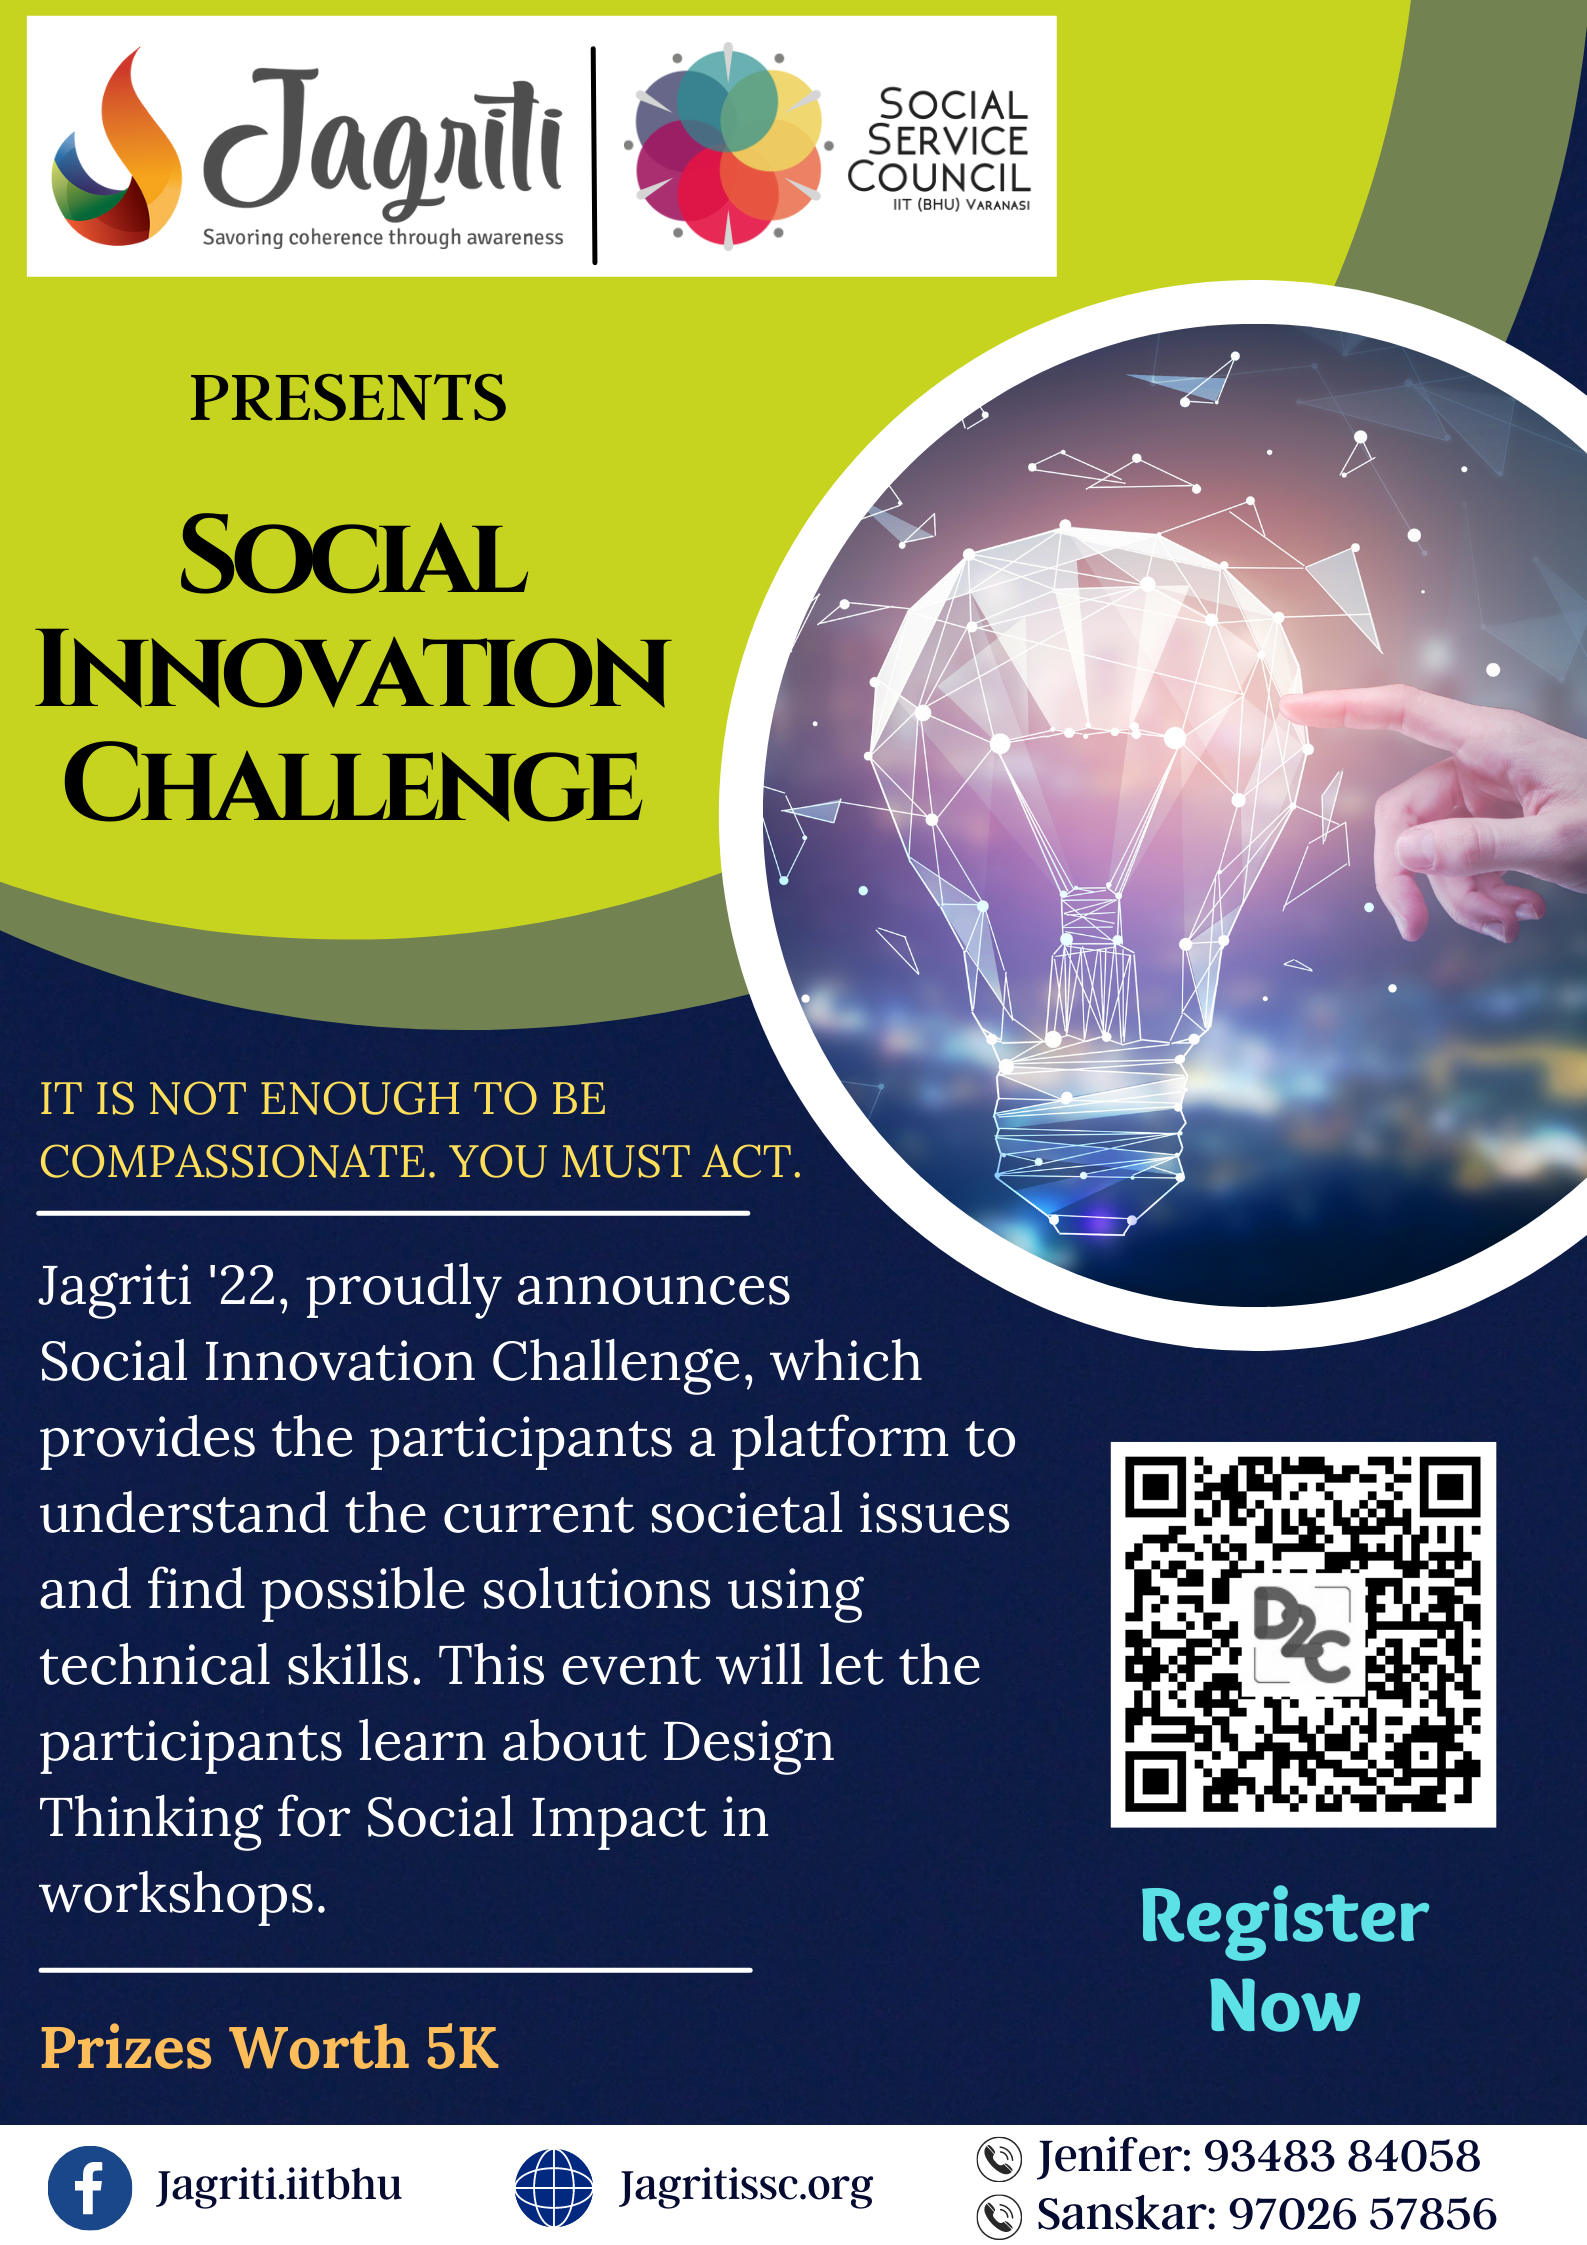 Jagriti
Savoring coherence through awareness
SOCIAL
SERVICE
COUNCIL
IIT (BHU) VARANASI
PRESENTS
SOCIAL
INNOVATION
CHALLENGE
IT IS NOT ENOUGH TO BE
COMPASSIONATE. YOU MUST ACT.
Jagriti '22, proudly announces
Social Innovation Challenge, which
provides the participants a platform to
understand the current societal issues
and find possible solutions using
technical skills. This event will let the
participants learn about Design
Thinking for Social Impact in
workshops.
D2C
Register
Now
Prizes Worth 5K
Jagriti.iitbhu
Jagritissc.org
Jenifer: 93483 84058
Sanskar: 97026 57856